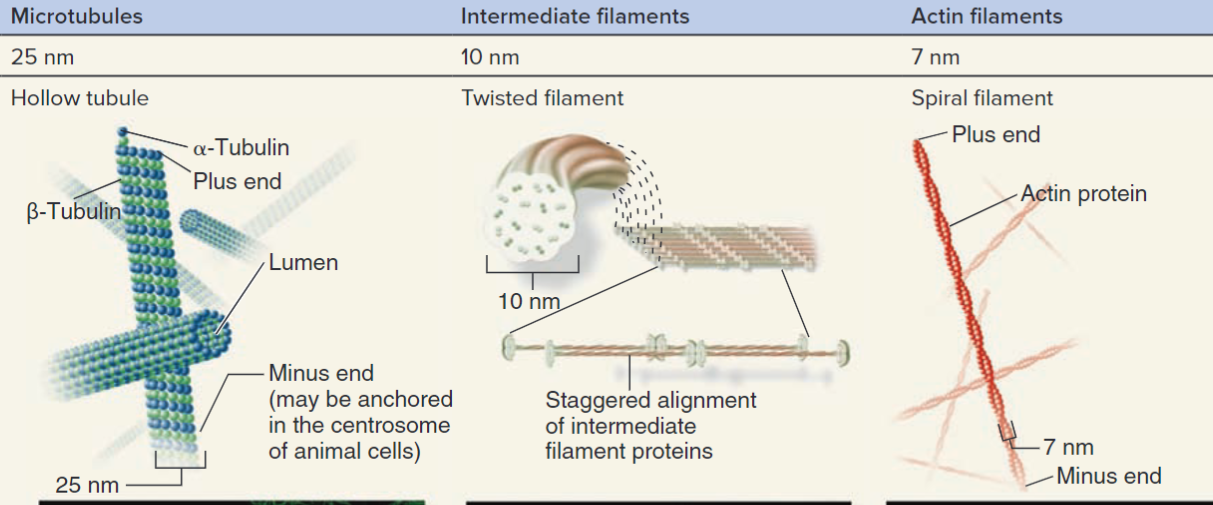 Microtubules
Intermediate filaments
Actin filaments
25 nm
10 nm
7 nm
Hollow tubule
Twisted filament
Spiral filament
α-Tubulin
Plus end
β-Tubulin
Lumen
Minus end
(may be anchored
in the centrosome
of animal cells)
25 nm
10 nm
Staggered alignment
of intermediate
filament proteins
Plus end
Actin protein
7 nm
Minus end